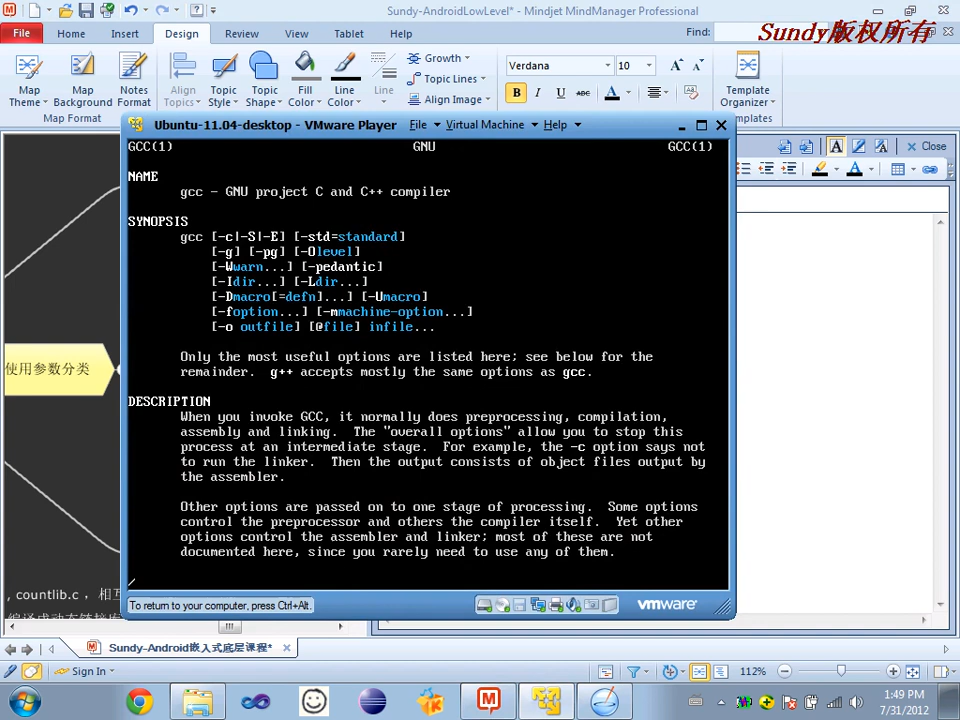 Sundy-AndroidLowLevel* - Mindjet MindManager Professional
File Home Insert Design Review View Tablet Help Find:
Sundy版权所有
Map Theme Map Background Notes Format
Align Topics Topic Style Topic Shape Fill Color Line Color Line
Growth
Topic Lines
Align Image
Verdana 10
B I U ABC A
Template Organizer
Map Format
mplates
Ubuntu-11.04-desktop - VMware Player File Virtual Machine Help
Close
GCC(1) GNU GCC(1)
NAME
gcc - GNU project C and C++ compiler
SYNOPSIS
gcc [-c|-S|-E] [-std=standard]
[-g] [-pg] [-Olevel]
[-Wwarn...] [-pedantic]
[-Idir...] [-Ldir...]
[-Dmacro[=defn]...] [-Umacro]
[-foption...] [-mmachine-option...]
[-o outfile] [@file] infile...
Only the most useful options are listed here; see below for the
remainder.  g++ accepts mostly the same options as gcc.
DESCRIPTION
When you invoke GCC, it normally does preprocessing, compilation,
assembly and linking.  The "overall options" allow you to stop this
process at an intermediate stage.  For example, the -c option says not
to run the linker.  Then the output consists of object files output by
the assembler.
Other options are passed on to one stage of processing.  Some options
control the preprocessor and others the compiler itself.  Yet other
options control the assembler and linker; most of these are not
documented here, since you rarely need to use any of them.
/
使用参数分类
, countlib.c ，相互
To return to your computer, press Ctrl+Alt.
vmware
Sundy-Android嵌入式底层课程*
Sign In 112%
1:49 PM
7/31/2012